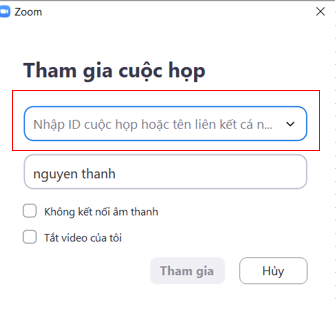 Zoom
Tham gia cuộc họp
Nhập ID cuộc họp hoặc tên liên kết cá n...
nguyen thanh
Không kết nối âm thanh
Tắt video của tôi
Tham gia
Hủy